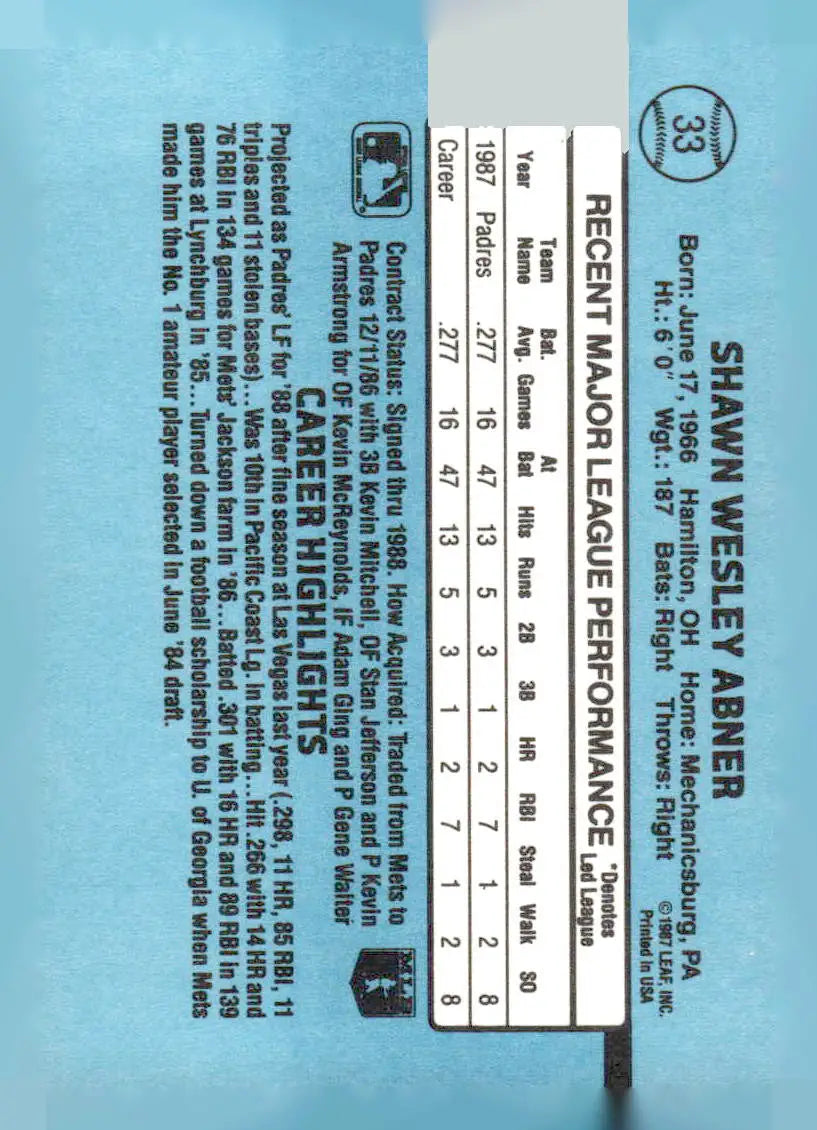 33
SHAWN WESLEY ABNER
Born: June 17, 1966 Hamilton, OH Home: Mechanicsburg, PA
Ht.: 6' 0" Wgt.: 187 Bats: Right Throws: Right
©1987 LEAF, INC.
Printed in USA
RECENT MAJOR LEAGUE PERFORMANCE
*Denotes
Led League
Team Bat. At
Year Name Avg. Games Bat Hits Runs 2B 3B HR RBI Steal Walk SO
1987 Padres .277 16 47 13 5 3 1 2 7 1 2 8
Career .277 16 47 13 5 3 1 2 7 1 2 8
Contract Status: Signed thru 1988. How Acquired: Traded from Mets to
Padres 12/11/86 with 3B Kevin Mitchell, OF Stan Jefferson and P Kevin
Armstrong for OF Kevin McReynolds, IF Adam Ging and P Gene Walter
MLB
CAREER HIGHLIGHTS
Projected as Padres' LF for '88 after fine season at Las Vegas last year (.298, 11 HR, 85 RBI, 11
triples and 11 stolen bases)... Was 10th in Pacific Coast Lg. in batting... Hit .266 with 14 HR and
76 RBI in 134 games for Mets' Jackson farm in '86... Batted .301 with 16 HR and 89 RBI in 139
games at Lynchburg in '85... Turned down a football scholarship to U. of Georgia when Mets
made him the No. 1 amateur player selected in June '84 draft.